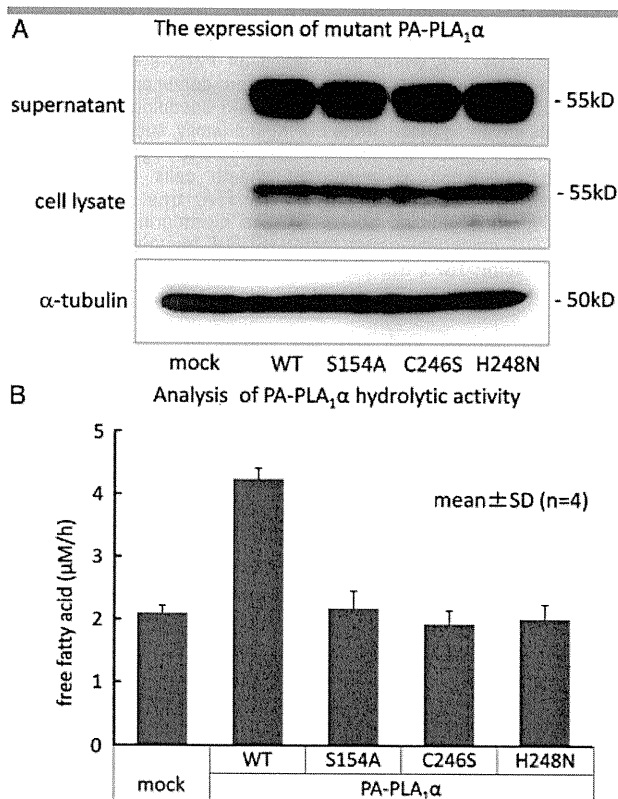 A The expression of mutant PA-PLA₁α
supernatant - 55kD
cell lysate - 55kD
α-tubulin - 50kD
mock WT S154A C246S H248N
B Analysis of PA-PLA₁α hydrolytic activity
free fatty acid (μM/h)
5
4
3
2
1
0
mean±SD (n=4)
WT S154A C246S H248N
mock PA-PLA₁α